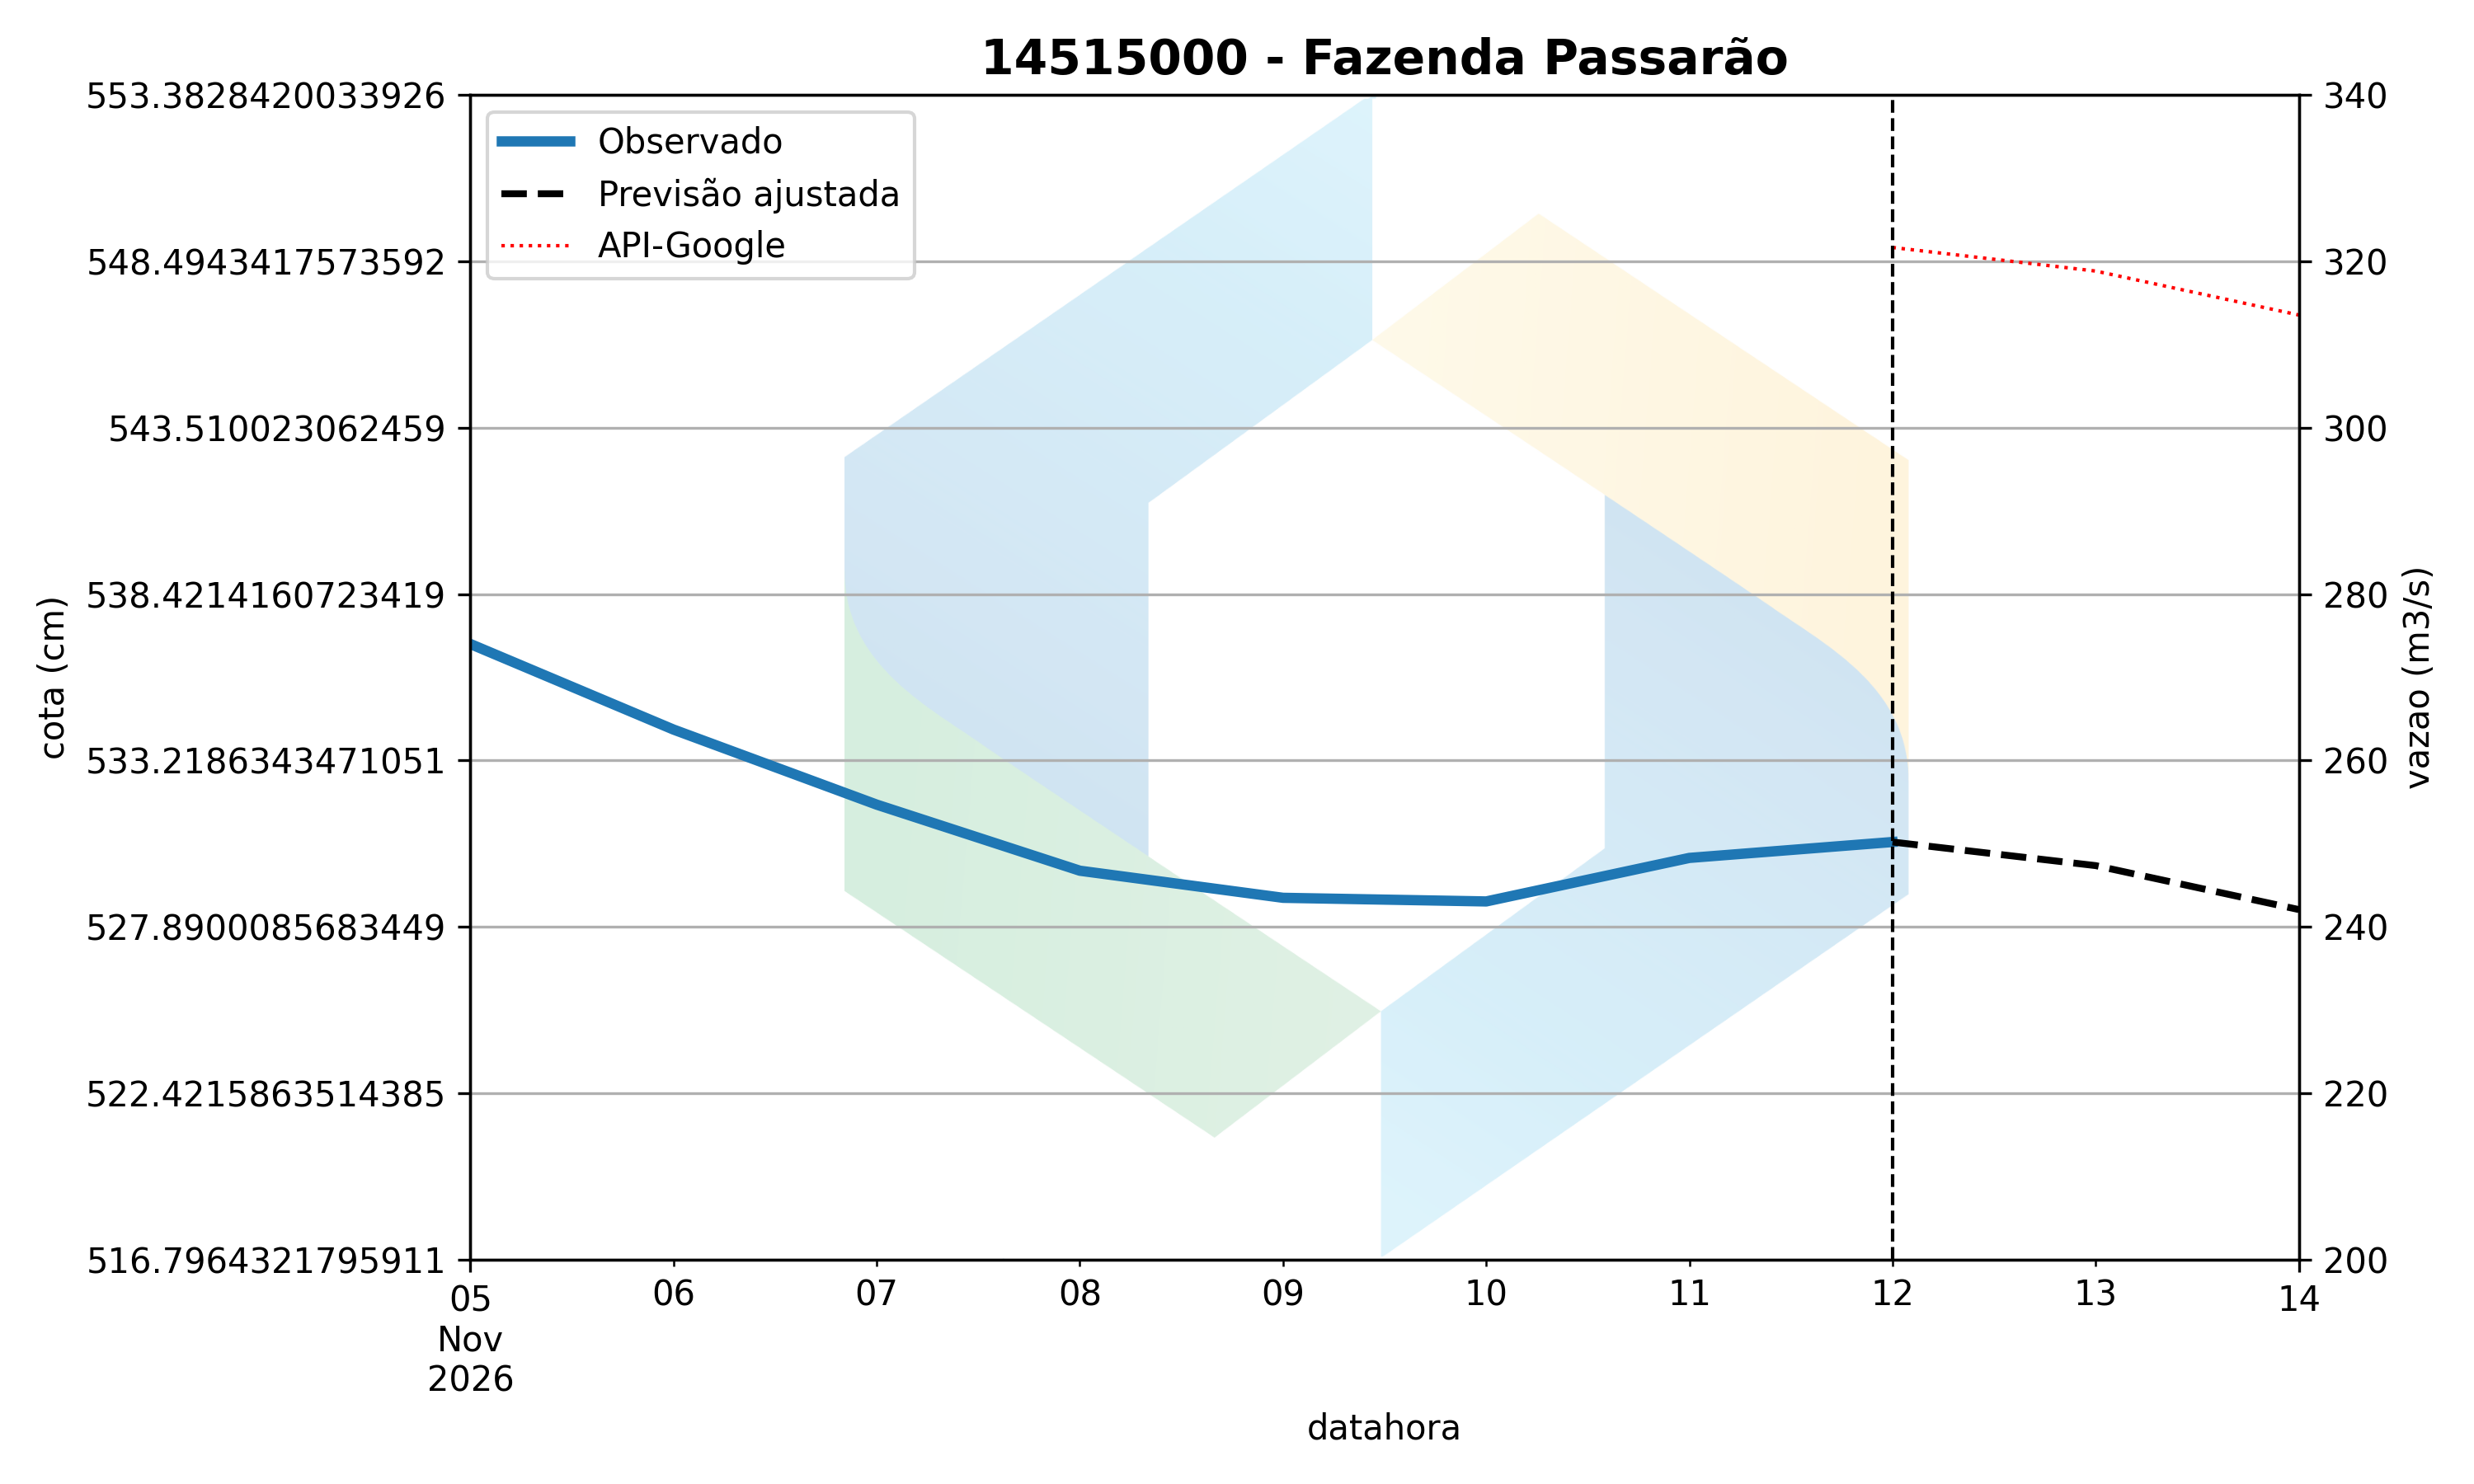 14515000 - Fazenda Passarão
553.3828420033926
548.4943417573592
543.510023062459
538.4214160723419
533.2186343471051
527.8900085683449
522.4215863514385
516.7964321795911
cota (cm)
Observado
Previsão ajustada
API-Google
340
320
300
280
260
240
220
200
vazao (m3/s)
05 06 07 08 09 10 11 12 13 14
Nov
2026
datahora